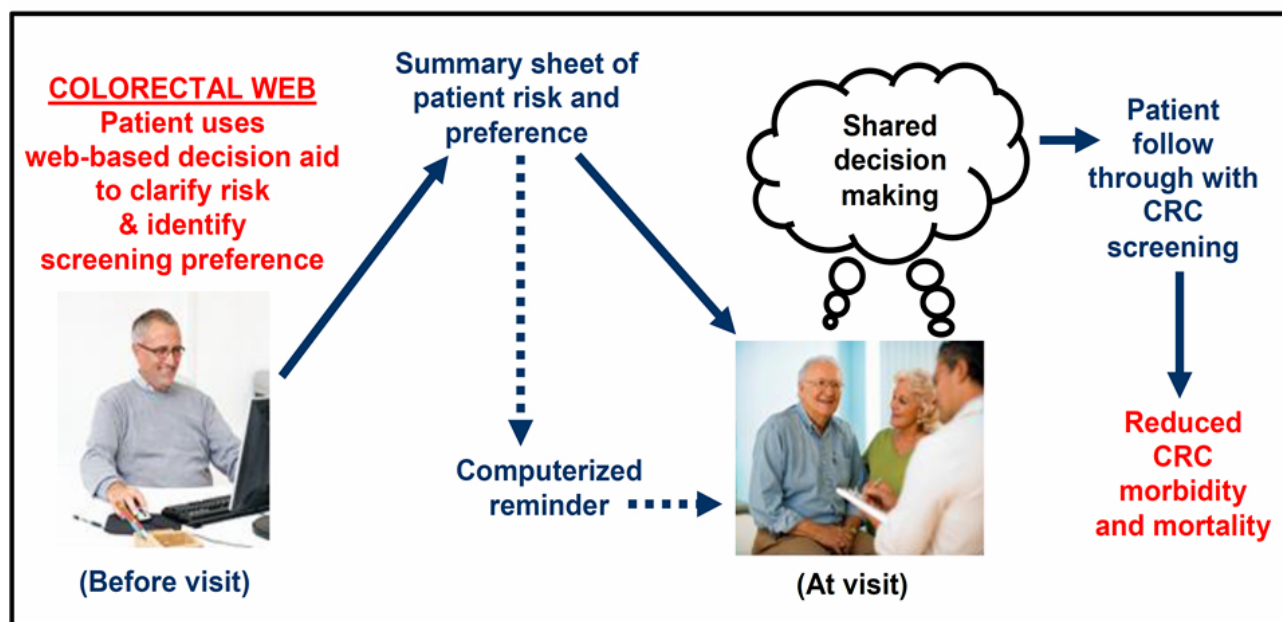 COLORECTAL WEB
Patient uses
web-based decision aid
to clarify risk
& identify
screening preference
(Before visit)
Summary sheet of
patient risk and
preference
Computerized
reminder
Shared
decision
making
(At visit)
Patient
follow
through with
CRC
screening
Reduced
CRC
morbidity
and mortality